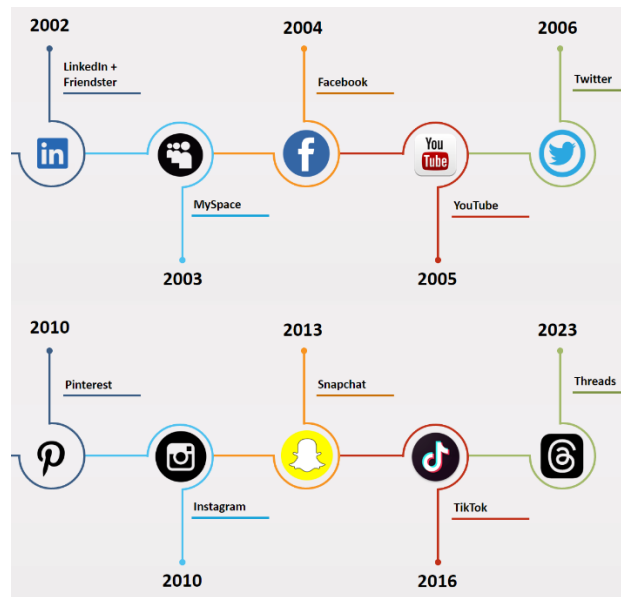 2002
2004
2006
LinkedIn +
Friendster
Facebook
Twitter
in
f
You
Tube
MySpace
YouTube
2003
2005
2010
2013
2023
Pinterest
Snapchat
Threads
Instagram
TikTok
2010
2016